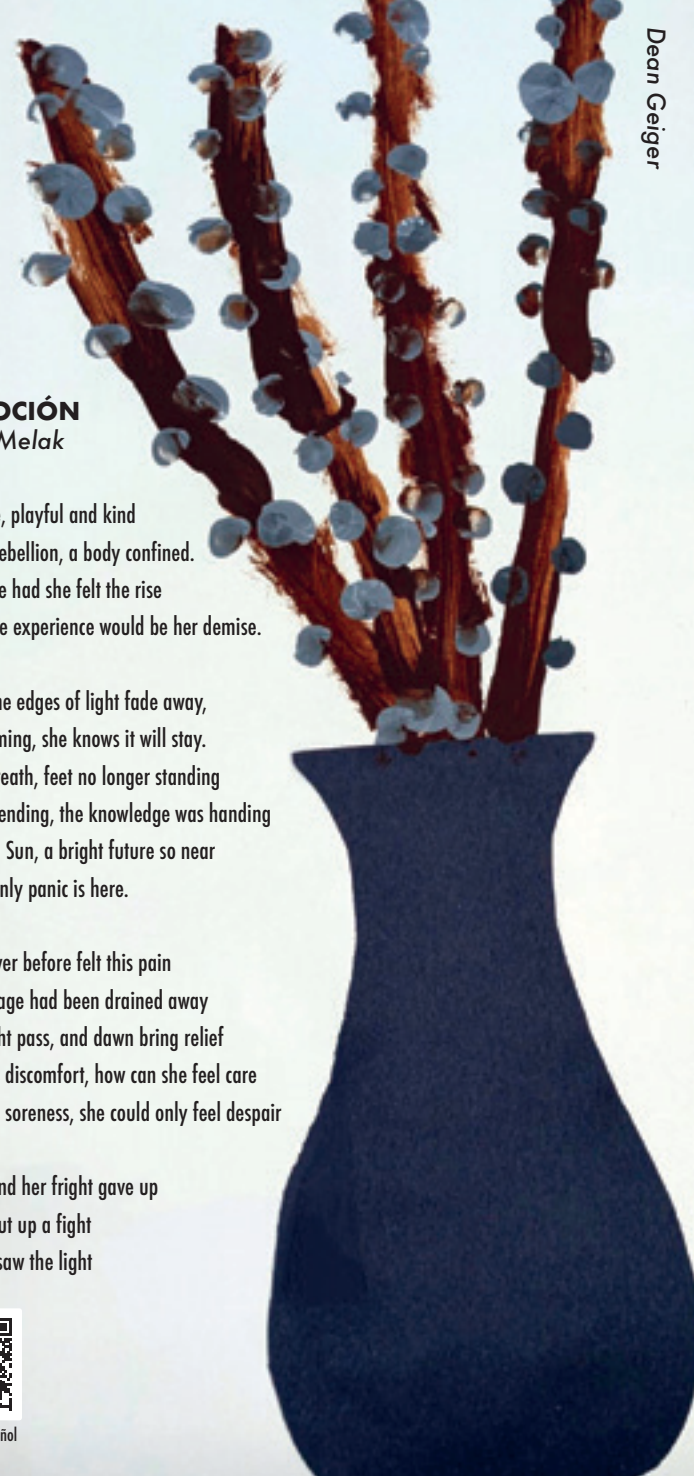 Dean Geiger
OCIÓN
Melak
, playful and kind
ebellion, a body confined.
e had she felt the rise
e experience would be her demise.
he edges of light fade away,
ning, she knows it will stay.
reath, feet no longer standing
ending, the knowledge was handing
Sun, a bright future so near
nly panic is here.
ver before felt this pain
age had been drained away
ht pass, and dawn bring relief
discomfort, how can she feel care
soreness, she could only feel despair
nd her fright gave up
ut up a fight
saw the light
ñol